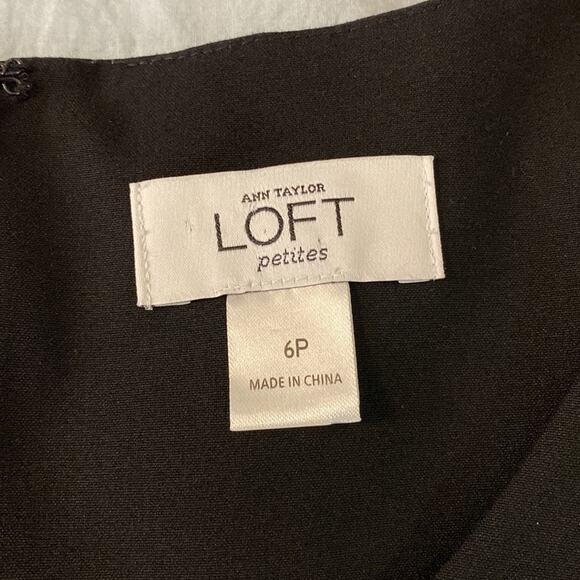 ANN TAYLOR
LOFT
petites
6P
MADE IN CHINA